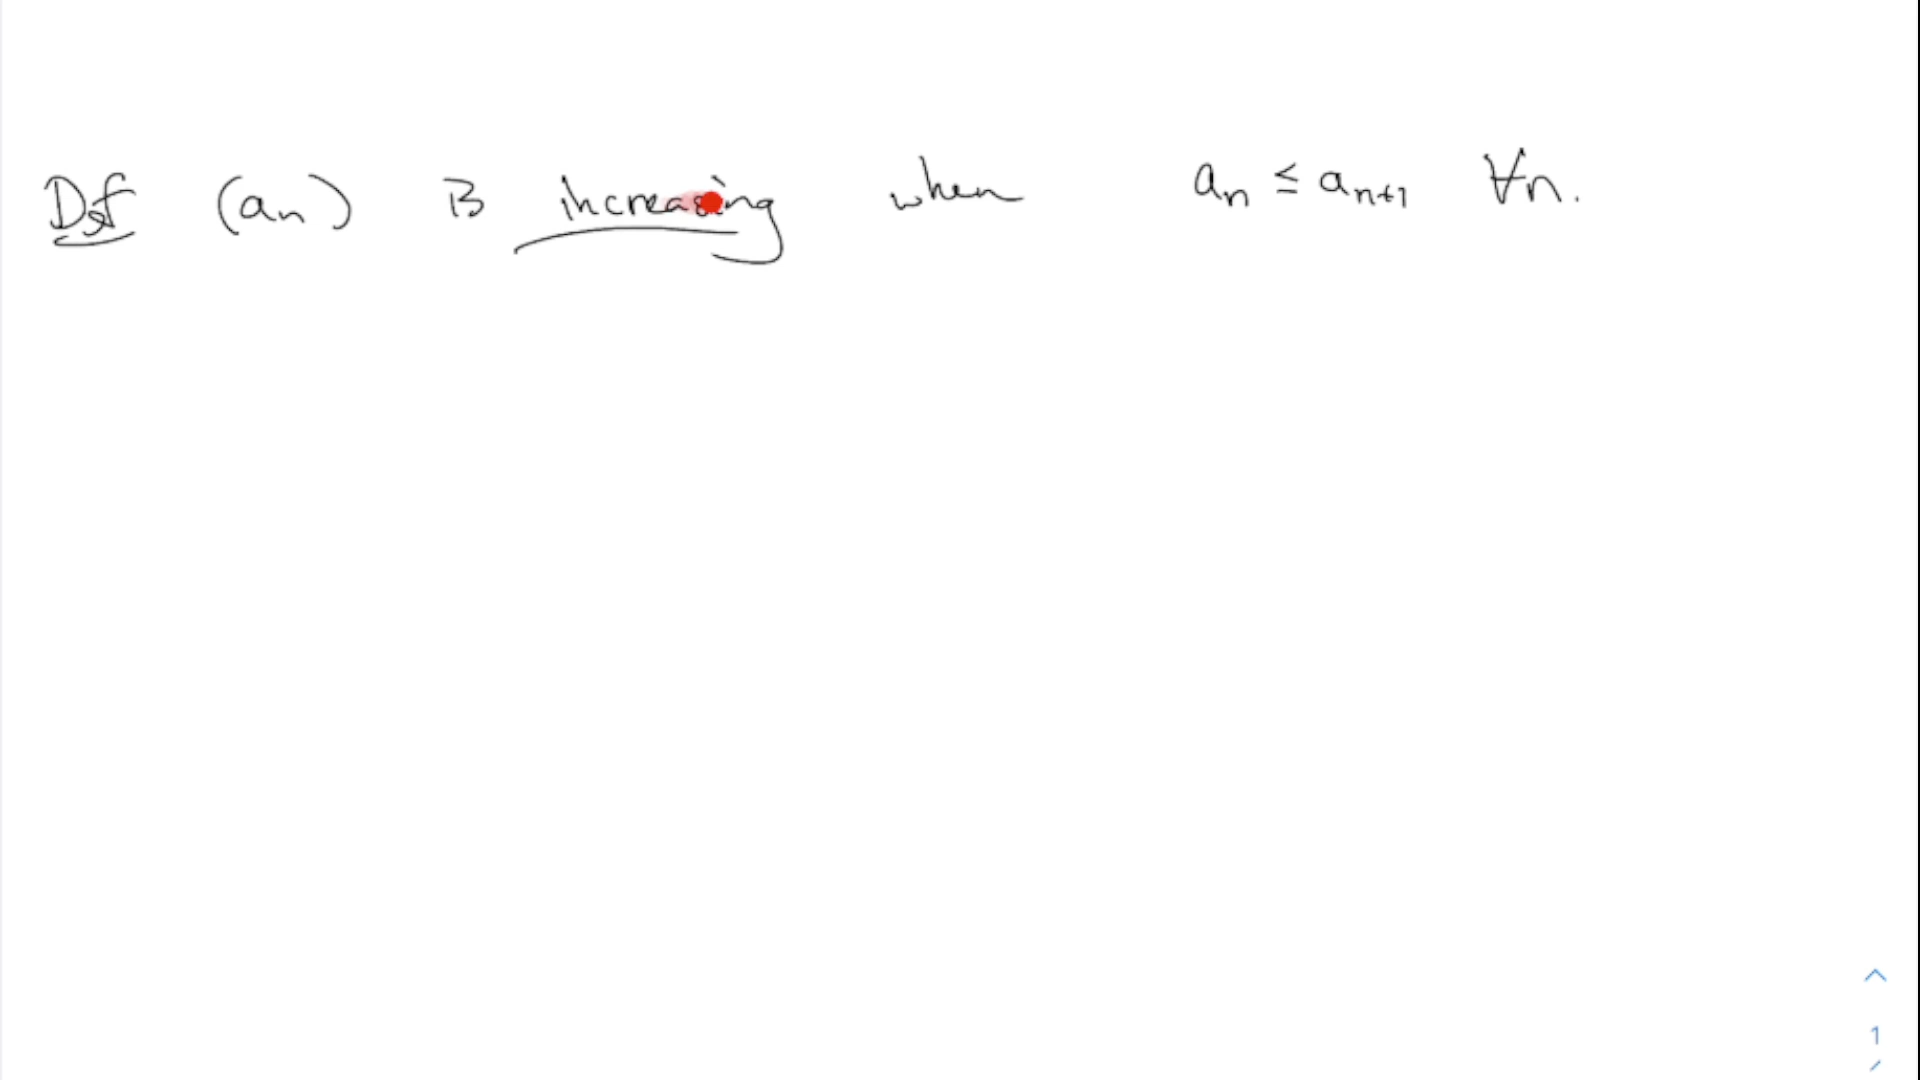 Def (aₙ) is increasing when aₙ ≤ aₙ₊₁ ∀n.
1